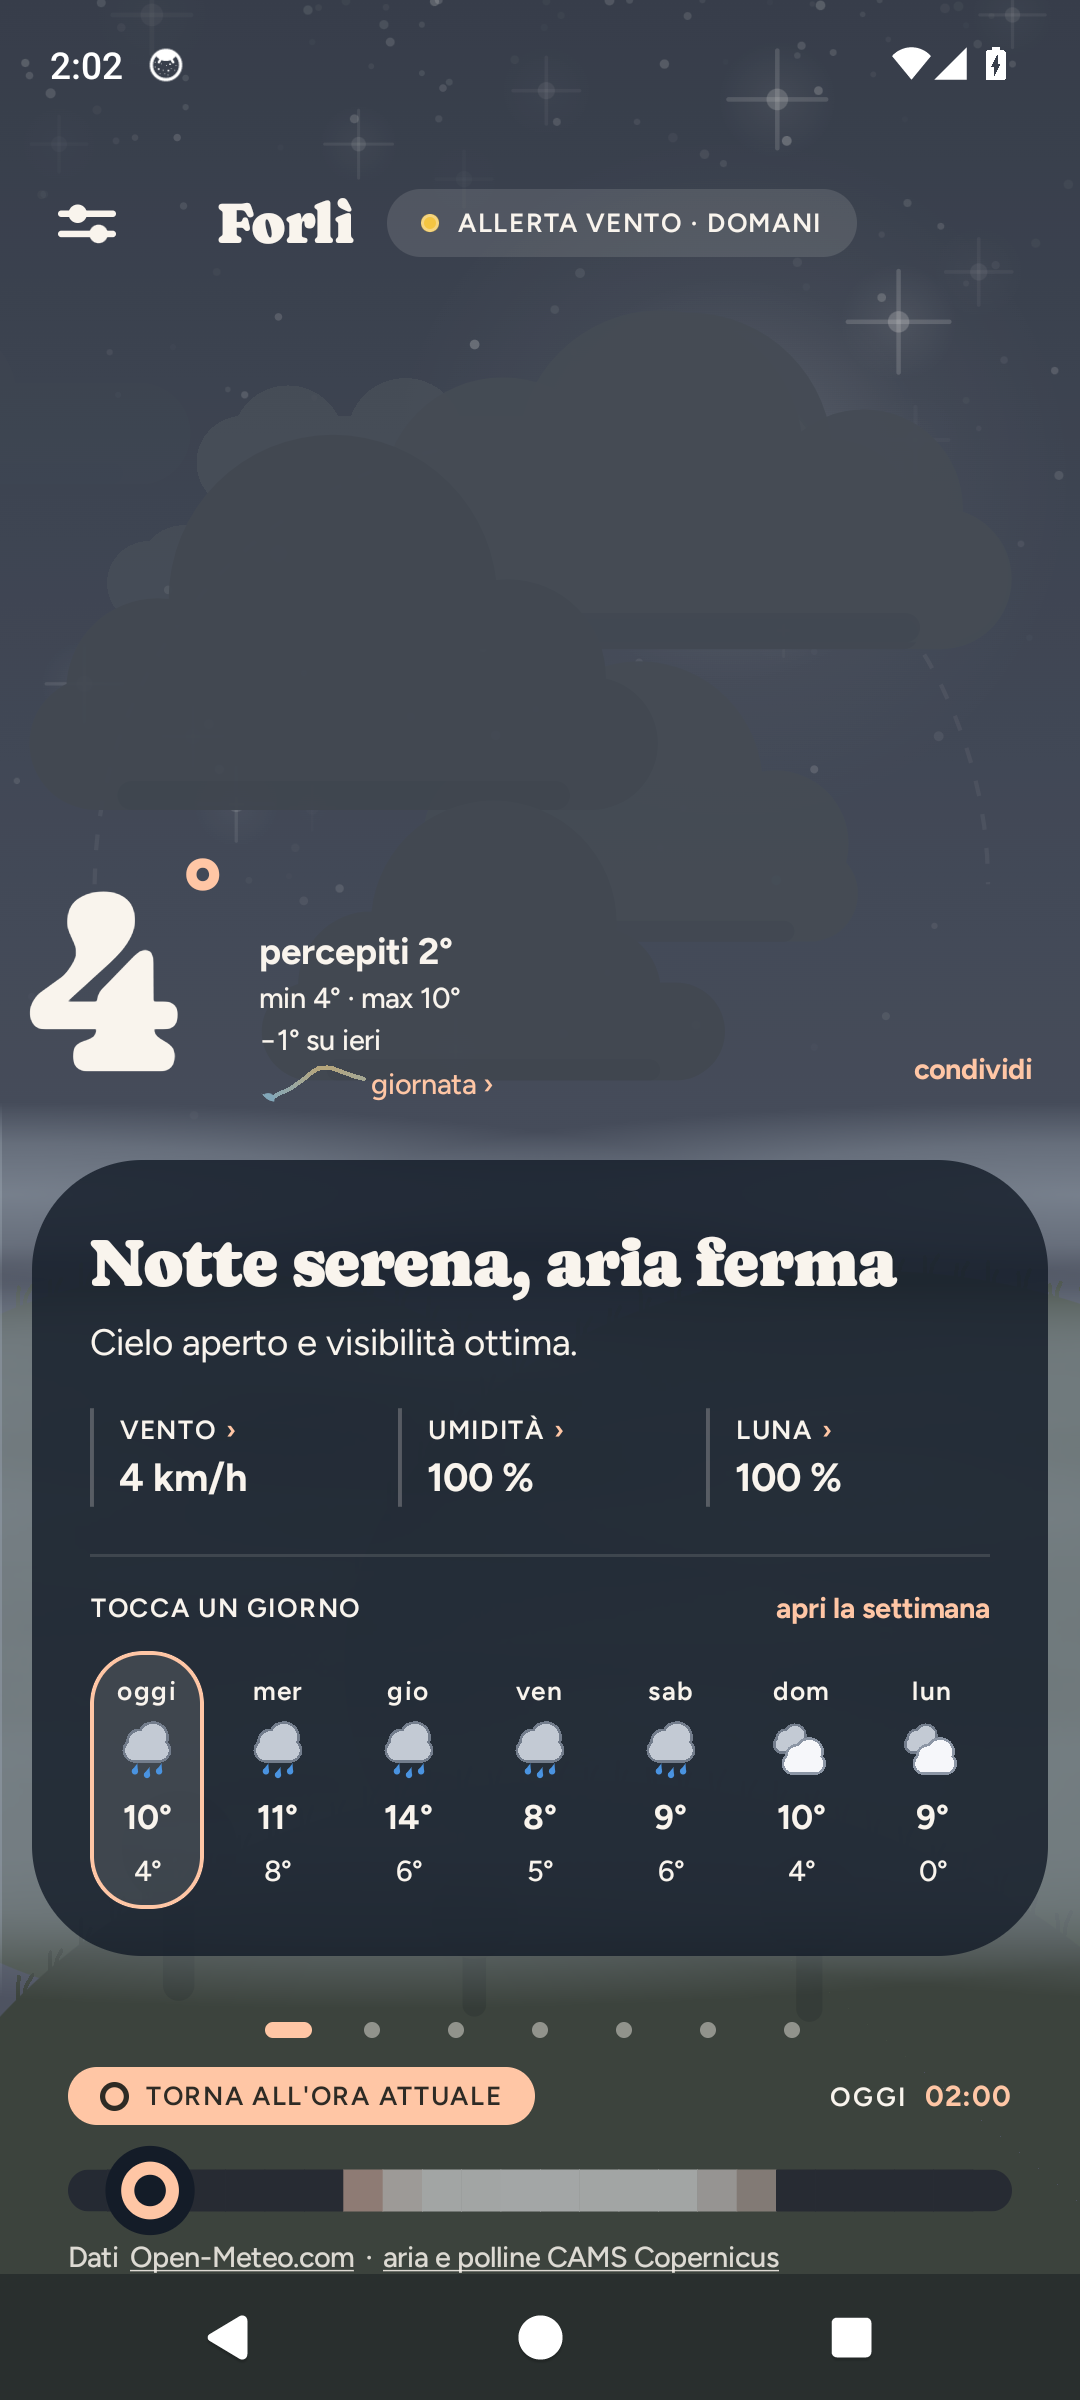 2:02
Forlì
ALLERTA VENTO · DOMANI
4°
percepiti 2°
min 4° · max 10°
−1° su ieri
giornata ›
condividi
Notte serena, aria ferma
Cielo aperto e visibilità ottima.
VENTO › UMIDITÀ › LUNA ›
4 km/h 100 % 100 %
TOCCA UN GIORNO apri la settimana
oggi mer gio ven sab dom lun
10° 11° 14° 8° 9° 10° 9°
4° 8° 6° 5° 6° 4° 0°
TORNA ALL'ORA ATTUALE OGGI 02:00
Dati Open-Meteo.com · aria e polline CAMS Copernicus